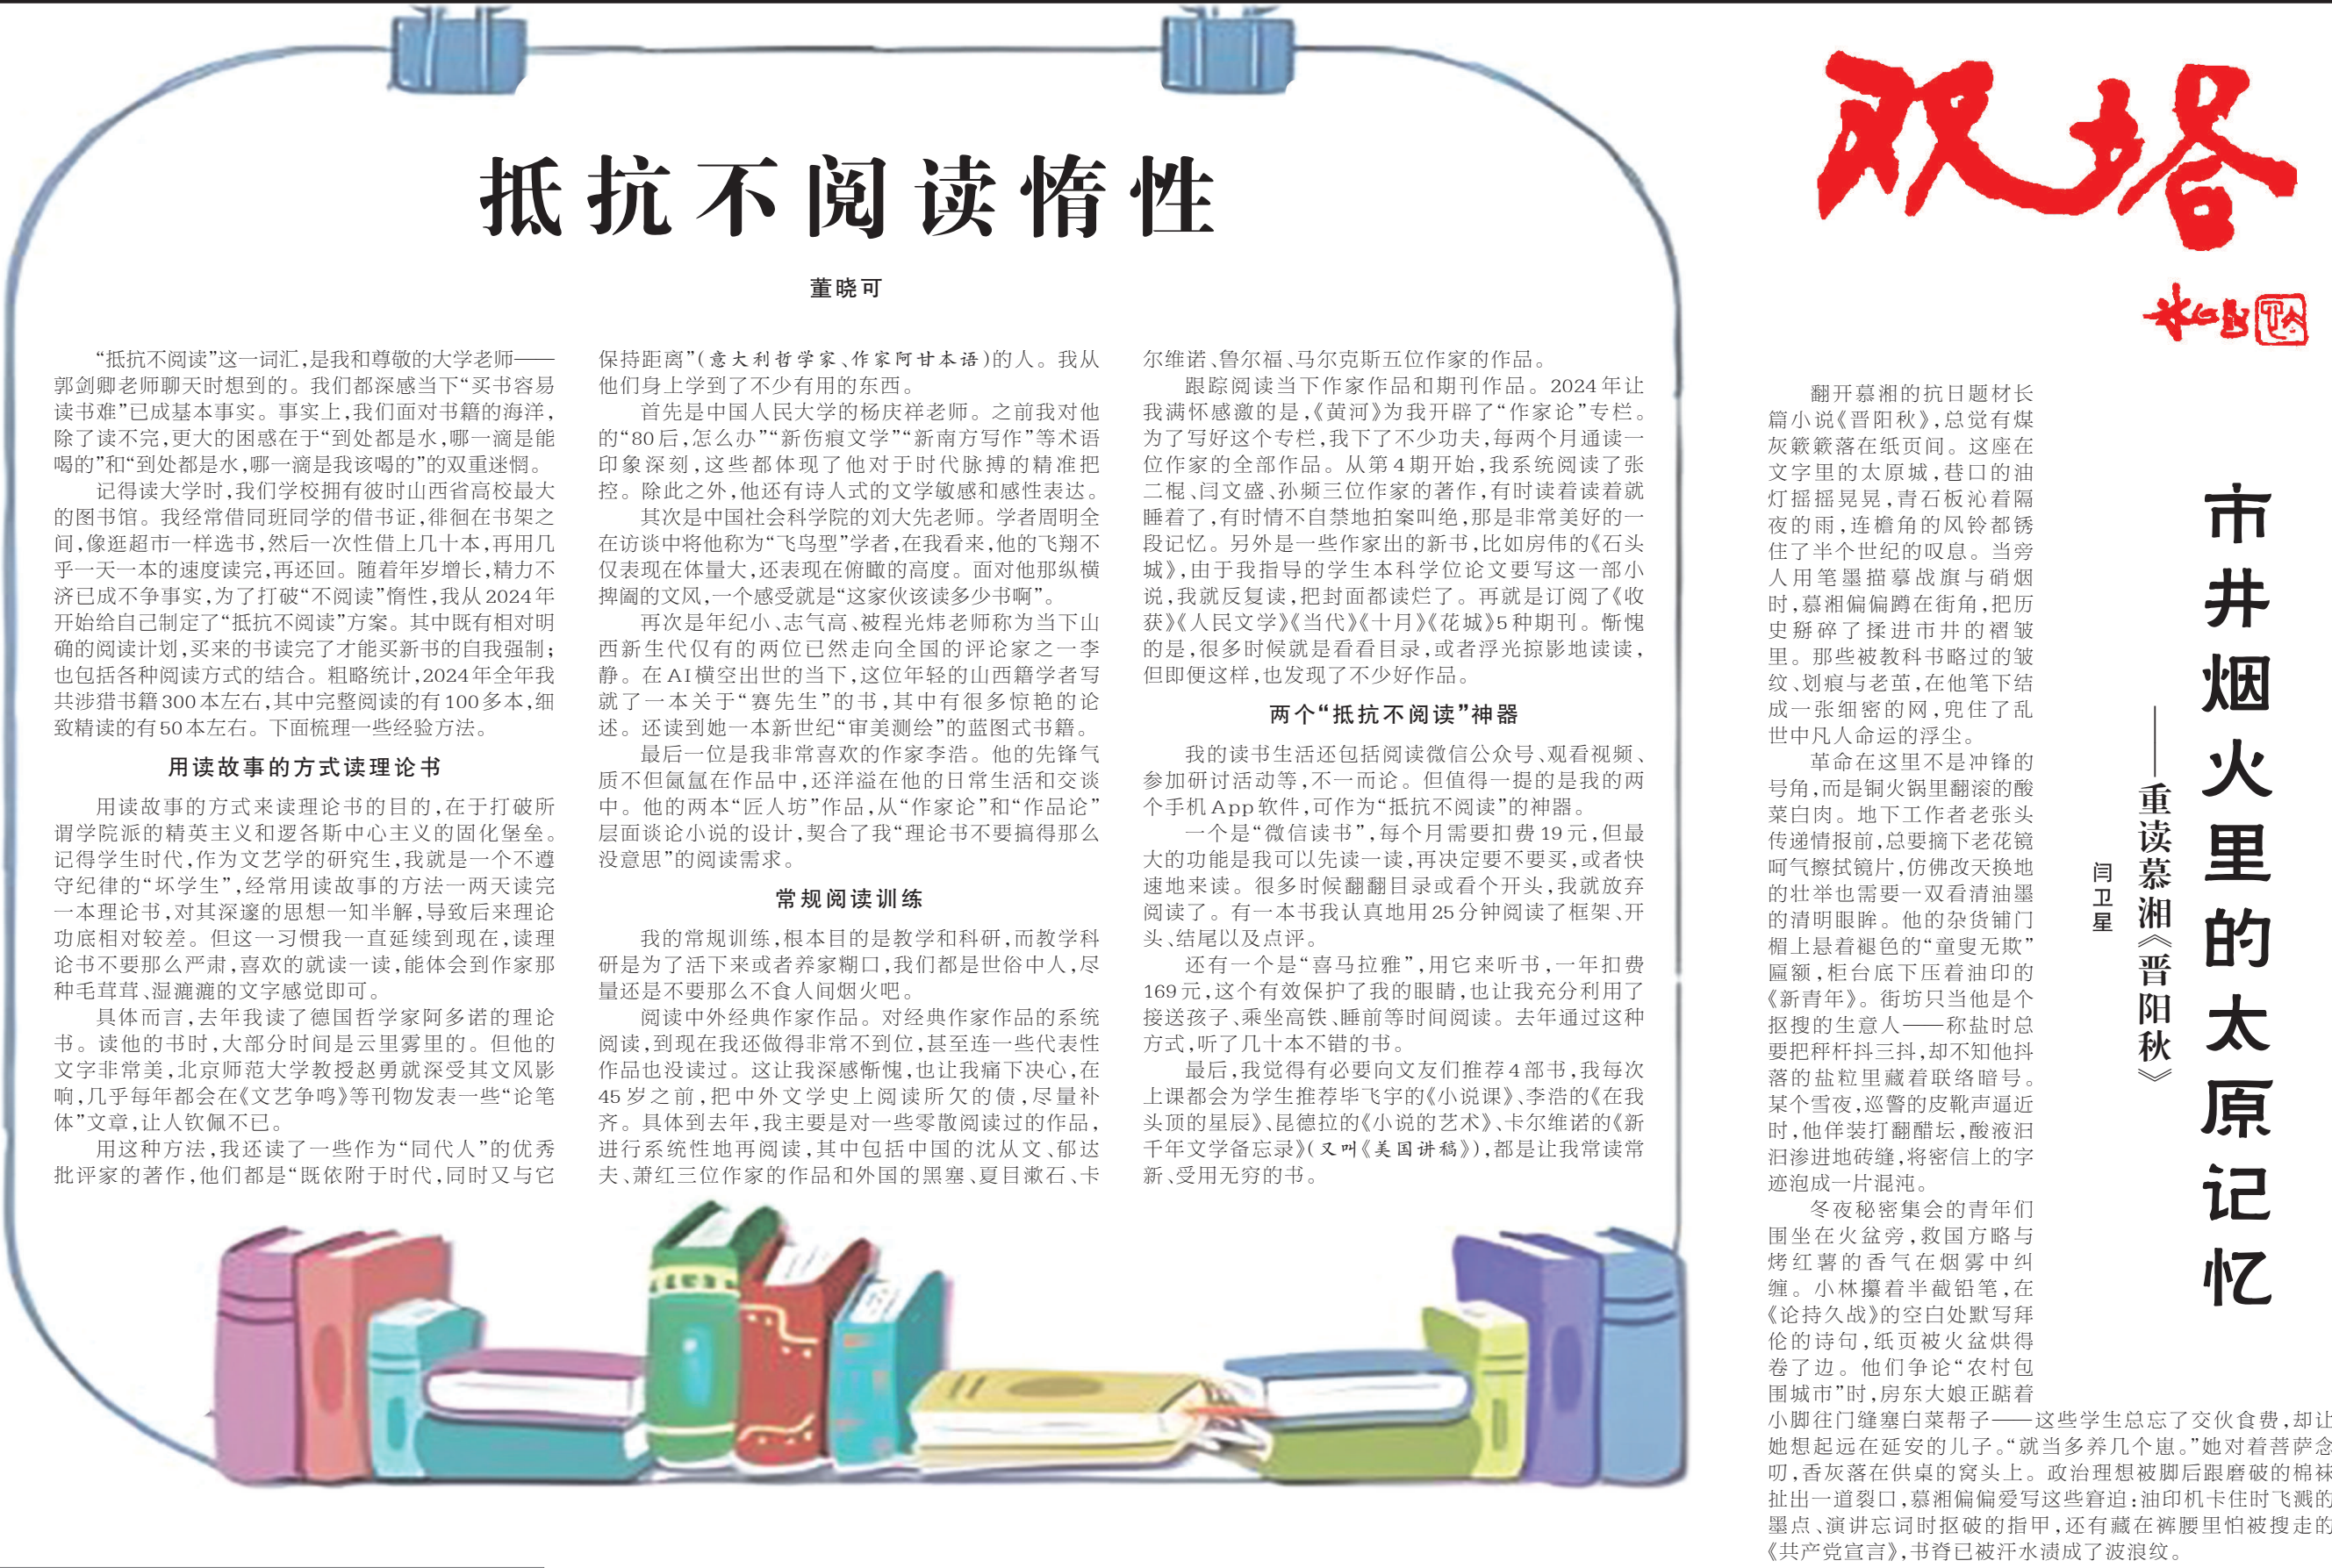 抵抗不阅读惰性
董晓可
“抵抗不阅读”这一词汇,是我和尊敬的大学老师——
郭剑卿老师聊天时想到的。我们都深感当下“买书容易
读书难”已成基本事实。事实上,我们面对书籍的海洋,
除了读不完,更大的困惑在于“到处都是水,哪一滴是能
喝的”和“到处都是水,哪一滴是我该喝的”的双重迷惘。
记得读大学时,我们学校拥有彼时山西省高校最大
的图书馆。我经常借同班同学的借书证,徘徊在书架之
间,像逛超市一样选书,然后一次性借上几十本,再用几
乎一天一本的速度读完,再还回。随着年岁增长,精力不
济已成不争事实,为了打破“不阅读”惰性,我从2024年
开始给自己制定了“抵抗不阅读”方案。其中既有相对明
确的阅读计划,买来的书读完了才能买新书的自我强制;
也包括各种阅读方式的结合。粗略统计,2024年全年我
共涉猎书籍300本左右,其中完整阅读的有100多本,细
致精读的有50本左右。下面梳理一些经验方法。
用读故事的方式读理论书
用读故事的方式来读理论书的目的,在于打破所
谓学院派的精英主义和逻各斯中心主义的固化堡垒。
记得学生时代,作为文艺学的研究生,我就是一个不遵
守纪律的“坏学生”,经常用读故事的方法一两天读完
一本理论书,对其深邃的思想一知半解,导致后来理论
功底相对较差。但这一习惯我一直延续到现在,读理
论书不要那么严肃,喜欢的就读一读,能体会到作家那
种毛茸茸、湿漉漉的文字感觉即可。
具体而言,去年我读了德国哲学家阿多诺的理论
书。读他的书时,大部分时间是云里雾里的。但他的
文字非常美,北京师范大学教授赵勇就深受其文风影
响,几乎每年都会在《文艺争鸣》等刊物发表一些“论笔
体”文章,让人钦佩不已。
用这种方法,我还读了一些作为“同代人”的优秀
批评家的著作,他们都是“既依附于时代,同时又与它
保持距离”(意大利哲学家、作家阿甘本语)的人。我从
他们身上学到了不少有用的东西。
首先是中国人民大学的杨庆祥老师。之前我对他
的“80后,怎么办”“新伤痕文学”“新南方写作”等术语
印象深刻,这些都体现了他对于时代脉搏的精准把
控。除此之外,他还有诗人式的文学敏感和感性表达。
其次是中国社会科学院的刘大先老师。学者周明全
在访谈中将他称为“飞鸟型”学者,在我看来,他的飞翔不
仅表现在体量大,还表现在俯瞰的高度。面对他那纵横
捭阖的文风,一个感受就是“这家伙该读多少书啊”。
再次是年纪小、志气高、被程光炜老师称为当下山
西新生代仅有的两位已然走向全国的评论家之一李
静。在AI横空出世的当下,这位年轻的山西籍学者写
就了一本关于“赛先生”的书,其中有很多惊艳的论
述。还读到她一本新世纪“审美测绘”的蓝图式书籍。
最后一位是我非常喜欢的作家李浩。他的先锋气
质不但氤氲在作品中,还洋溢在他的日常生活和交谈
中。他的两本“匠人坊”作品,从“作家论”和“作品论”
层面谈论小说的设计,契合了我“理论书不要搞得那么
没意思”的阅读需求。
常规阅读训练
我的常规训练,根本目的是教学和科研,而教学科
研是为了活下来或者养家糊口,我们都是世俗中人,尽
量还是不要那么不食人间烟火吧。
阅读中外经典作家作品。对经典作家作品的系统
阅读,到现在我还做得非常不到位,甚至连一些代表性
作品也没读过。这让我深感惭愧,也让我痛下决心,在
45岁之前,把中外文学史上阅读所欠的债,尽量补
齐。具体到去年,我主要是对一些零散阅读过的作品,
进行系统性地再阅读,其中包括中国的沈从文、郁达
夫、萧红三位作家的作品和外国的黑塞、夏目漱石、卡
尔维诺、鲁尔福、马尔克斯五位作家的作品。
跟踪阅读当下作家作品和期刊作品。2024年让
我满怀感激的是,《黄河》为我开辟了“作家论”专栏。
为了写好这个专栏,我下了不少功夫,每两个月通读一
位作家的全部作品。从第4期开始,我系统阅读了张
二棍、闫文盛、孙频三位作家的著作,有时读着读着就
睡着了,有时情不自禁地拍案叫绝,那是非常美好的一
段记忆。另外是一些作家出的新书,比如房伟的《石头
城》,由于我指导的学生本科学位论文要写这一部小
说,我就反复读,把封面都读烂了。再就是订阅了《收
获》《人民文学》《当代》《十月》《花城》5种期刊。惭愧
的是,很多时候就是看看目录,或者浮光掠影地读读,
但即便这样,也发现了不少好作品。
两个“抵抗不阅读”神器
我的读书生活还包括阅读微信公众号、观看视频、
参加研讨活动等,不一而论。但值得一提的是我的两
个手机App软件,可作为“抵抗不阅读”的神器。
一个是“微信读书”,每个月需要扣费19元,但最
大的功能是我可以先读一读,再决定要不要买,或者快
速地来读。很多时候翻翻目录或看个开头,我就放弃
阅读了。有一本书我认真地用25分钟阅读了框架、开
头、结尾以及点评。
还有一个是“喜马拉雅”,用它来听书,一年扣费
169元,这个有效保护了我的眼睛,也让我充分利用了
接送孩子、乘坐高铁、睡前等时间阅读。去年通过这种
方式,听了几十本不错的书。
最后,我觉得有必要向文友们推荐4部书,我每次
上课都会为学生推荐毕飞宇的《小说课》、李浩的《在我
头顶的星辰》、昆德拉的《小说的艺术》、卡尔维诺的《新
千年文学备忘录》(又叫《美国讲稿》),都是让我常读常
新、受用无穷的书。
双塔
市井烟火里的太原记忆
——重读慕湘《晋阳秋》
闫卫星
翻开慕湘的抗日题材长
篇小说《晋阳秋》,总觉有煤
灰簌簌落在纸页间。这座在
文字里的太原城,巷口的油
灯摇摇晃晃,青石板沁着隔
夜的雨,连檐角的风铃都锈
住了半个世纪的叹息。当旁
人用笔墨描摹战旗与硝烟
时,慕湘偏偏蹲在街角,把历
史掰碎了揉进市井的褶皱
里。那些被教科书略过的皱
纹、划痕与老茧,在他笔下结
成一张细密的网,兜住了乱
世中凡人命运的浮尘。
革命在这里不是冲锋的
号角,而是铜火锅里翻滚的酸
菜白肉。地下工作者老张头
传递情报前,总要摘下老花镜
呵气擦拭镜片,仿佛改天换地
的壮举也需要一双看清油墨
的清明眼眸。他的杂货铺门
楣上悬着褪色的“童叟无欺”
匾额,柜台底下压着油印的
《新青年》。街坊只当他是个
抠搜的生意人——称盐时总
要把秤杆抖三抖,却不知他抖
落的盐粒里藏着联络暗号。
某个雪夜,巡警的皮靴声逼近
时,他佯装打翻醋坛,酸液汩
汩渗进地砖缝,将密信上的字
迹泡成一片混沌。
冬夜秘密集会的青年们
围坐在火盆旁,救国方略与
烤红薯的香气在烟雾中纠
缠。小林攥着半截铅笔,在
《论持久战》的空白处默写拜
伦的诗句,纸页被火盆烘得
卷了边。他们争论“农村包
围城市”时,房东大娘正踮着
小脚往门缝塞白菜帮子——这些学生总忘了交伙食费,却让
她想起远在延安的儿子。“就当多养几个崽。”她对着菩萨念
叨,香灰落在供桌的窝头上。政治理想被脚后跟磨破的棉袜
扯出一道裂口,慕湘偏偏爱写这些窘迫:油印机卡住时飞溅的
墨点、演讲忘词时抠破的指甲,还有藏在裤腰里怕被搜走的
《共产党宣言》,书脊已被汗水渍成了波浪纹。